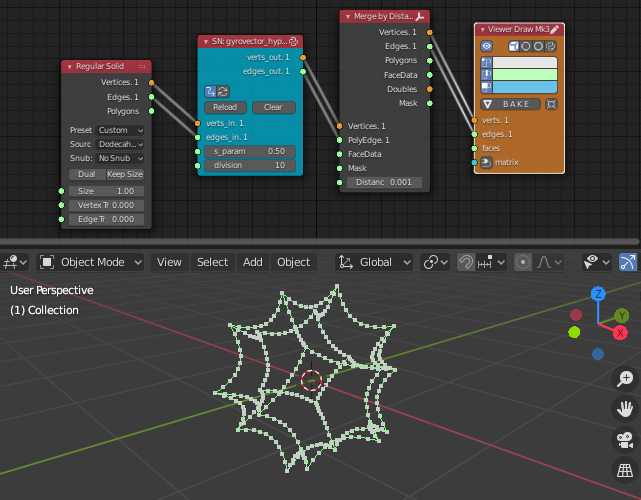 Regular Solid
Vertices. 1
Edges. 1
Polygons
Preset Custom
Sourc Dodecah..
Snub: No Snub
Dual Keep Size
Size 1.00
Vertex Tr 0.000
Edge Tr 0.000
SN: gyrovector_hyp..
verts_out. 1
edges_out. 1
Reload Clear
verts_in. 1
edges_in. 1
s_param 0.50
division 10
Merge by Dista..
Vertices. 1
Edges. 1
Polygons
FaceData
Doubles
Mask
Vertices. 1
PolyEdge. 1
FaceData
Mask
Distanc 0.001
Viewer Draw Mk3
BAKE
verts. 1
edges. 1
faces
matrix
Object Mode View Select Add Object Global
User Perspective
(1) Collection
Z
Y
X